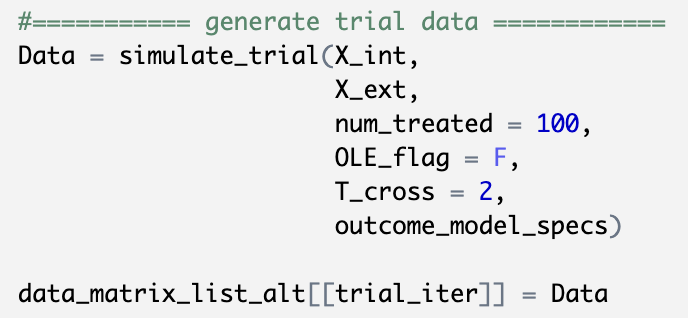 #=========== generate trial data ============
Data = simulate_trial(X_int,
                      X_ext,
                      num_treated = 100,
                      OLE_flag = F,
                      T_cross = 2,
                      outcome_model_specs)
data_matrix_list_alt[[trial_iter]] = Data